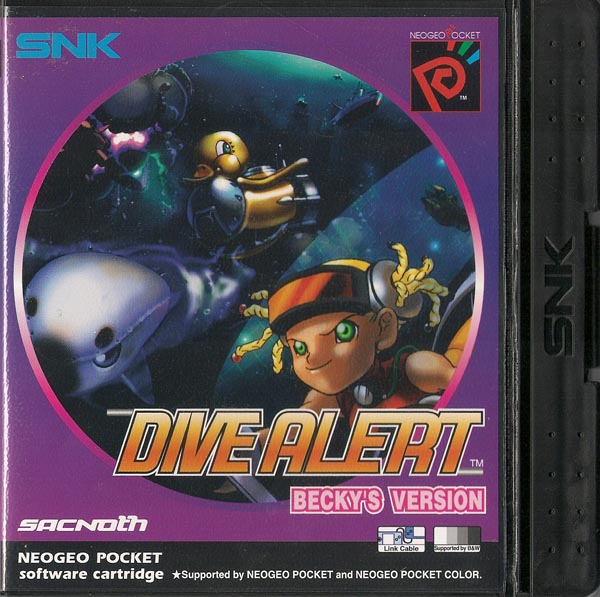 SNK
NEOGEO POCKET
TM
SNK
DIVE ALERT
TM
BECKY'S VERSION
SACNOTH
Link Cable
Supported by B&W
NEOGEO POCKET
software cartridge
★Supported by NEOGEO POCKET and NEOGEO POCKET COLOR.